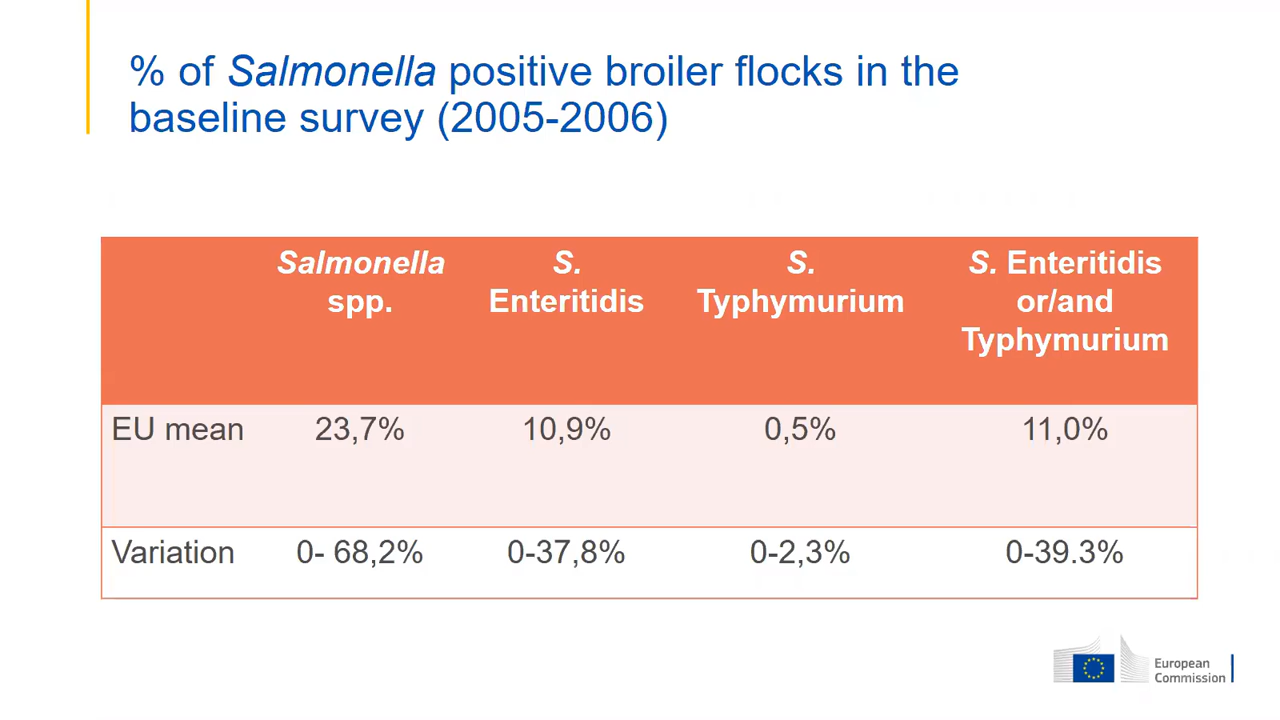 % of Salmonella positive broiler flocks in the
baseline survey (2005-2006)
Salmonella spp. S. Enteritidis S. Typhymurium S. Enteritidis or/and Typhymurium
EU mean 23,7% 10,9% 0,5% 11,0%
Variation 0- 68,2% 0-37,8% 0-2,3% 0-39.3%
European
Commission